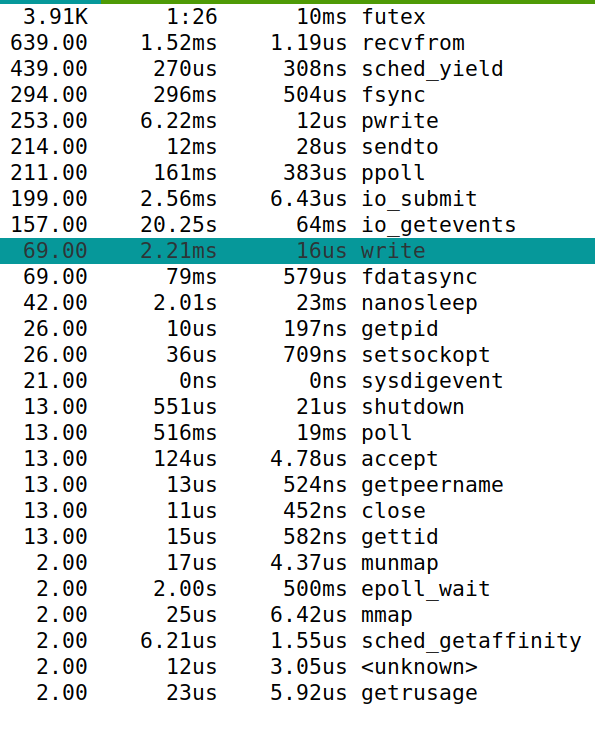 3.91K 1:26 10ms futex
639.00 1.52ms 1.19us recvfrom
439.00 270us 308ns sched_yield
294.00 296ms 504us fsync
253.00 6.22ms 12us pwrite
214.00 12ms 28us sendto
211.00 161ms 383us ppoll
199.00 2.56ms 6.43us io_submit
157.00 20.25s 64ms io_getevents
69.00 2.21ms 16us write
69.00 79ms 579us fdatasync
42.00 2.01s 23ms nanosleep
26.00 10us 197ns getpid
26.00 36us 709ns setsockopt
21.00 0ns 0ns sysdigevent
13.00 551us 21us shutdown
13.00 516ms 19ms poll
13.00 124us 4.78us accept
13.00 13us 524ns getpeername
13.00 11us 452ns close
13.00 15us 582ns gettid
2.00 17us 4.37us munmap
2.00 2.00s 500ms epoll_wait
2.00 25us 6.42us mmap
2.00 6.21us 1.55us sched_getaffinity
2.00 12us 3.05us <unknown>
2.00 23us 5.92us getrusage